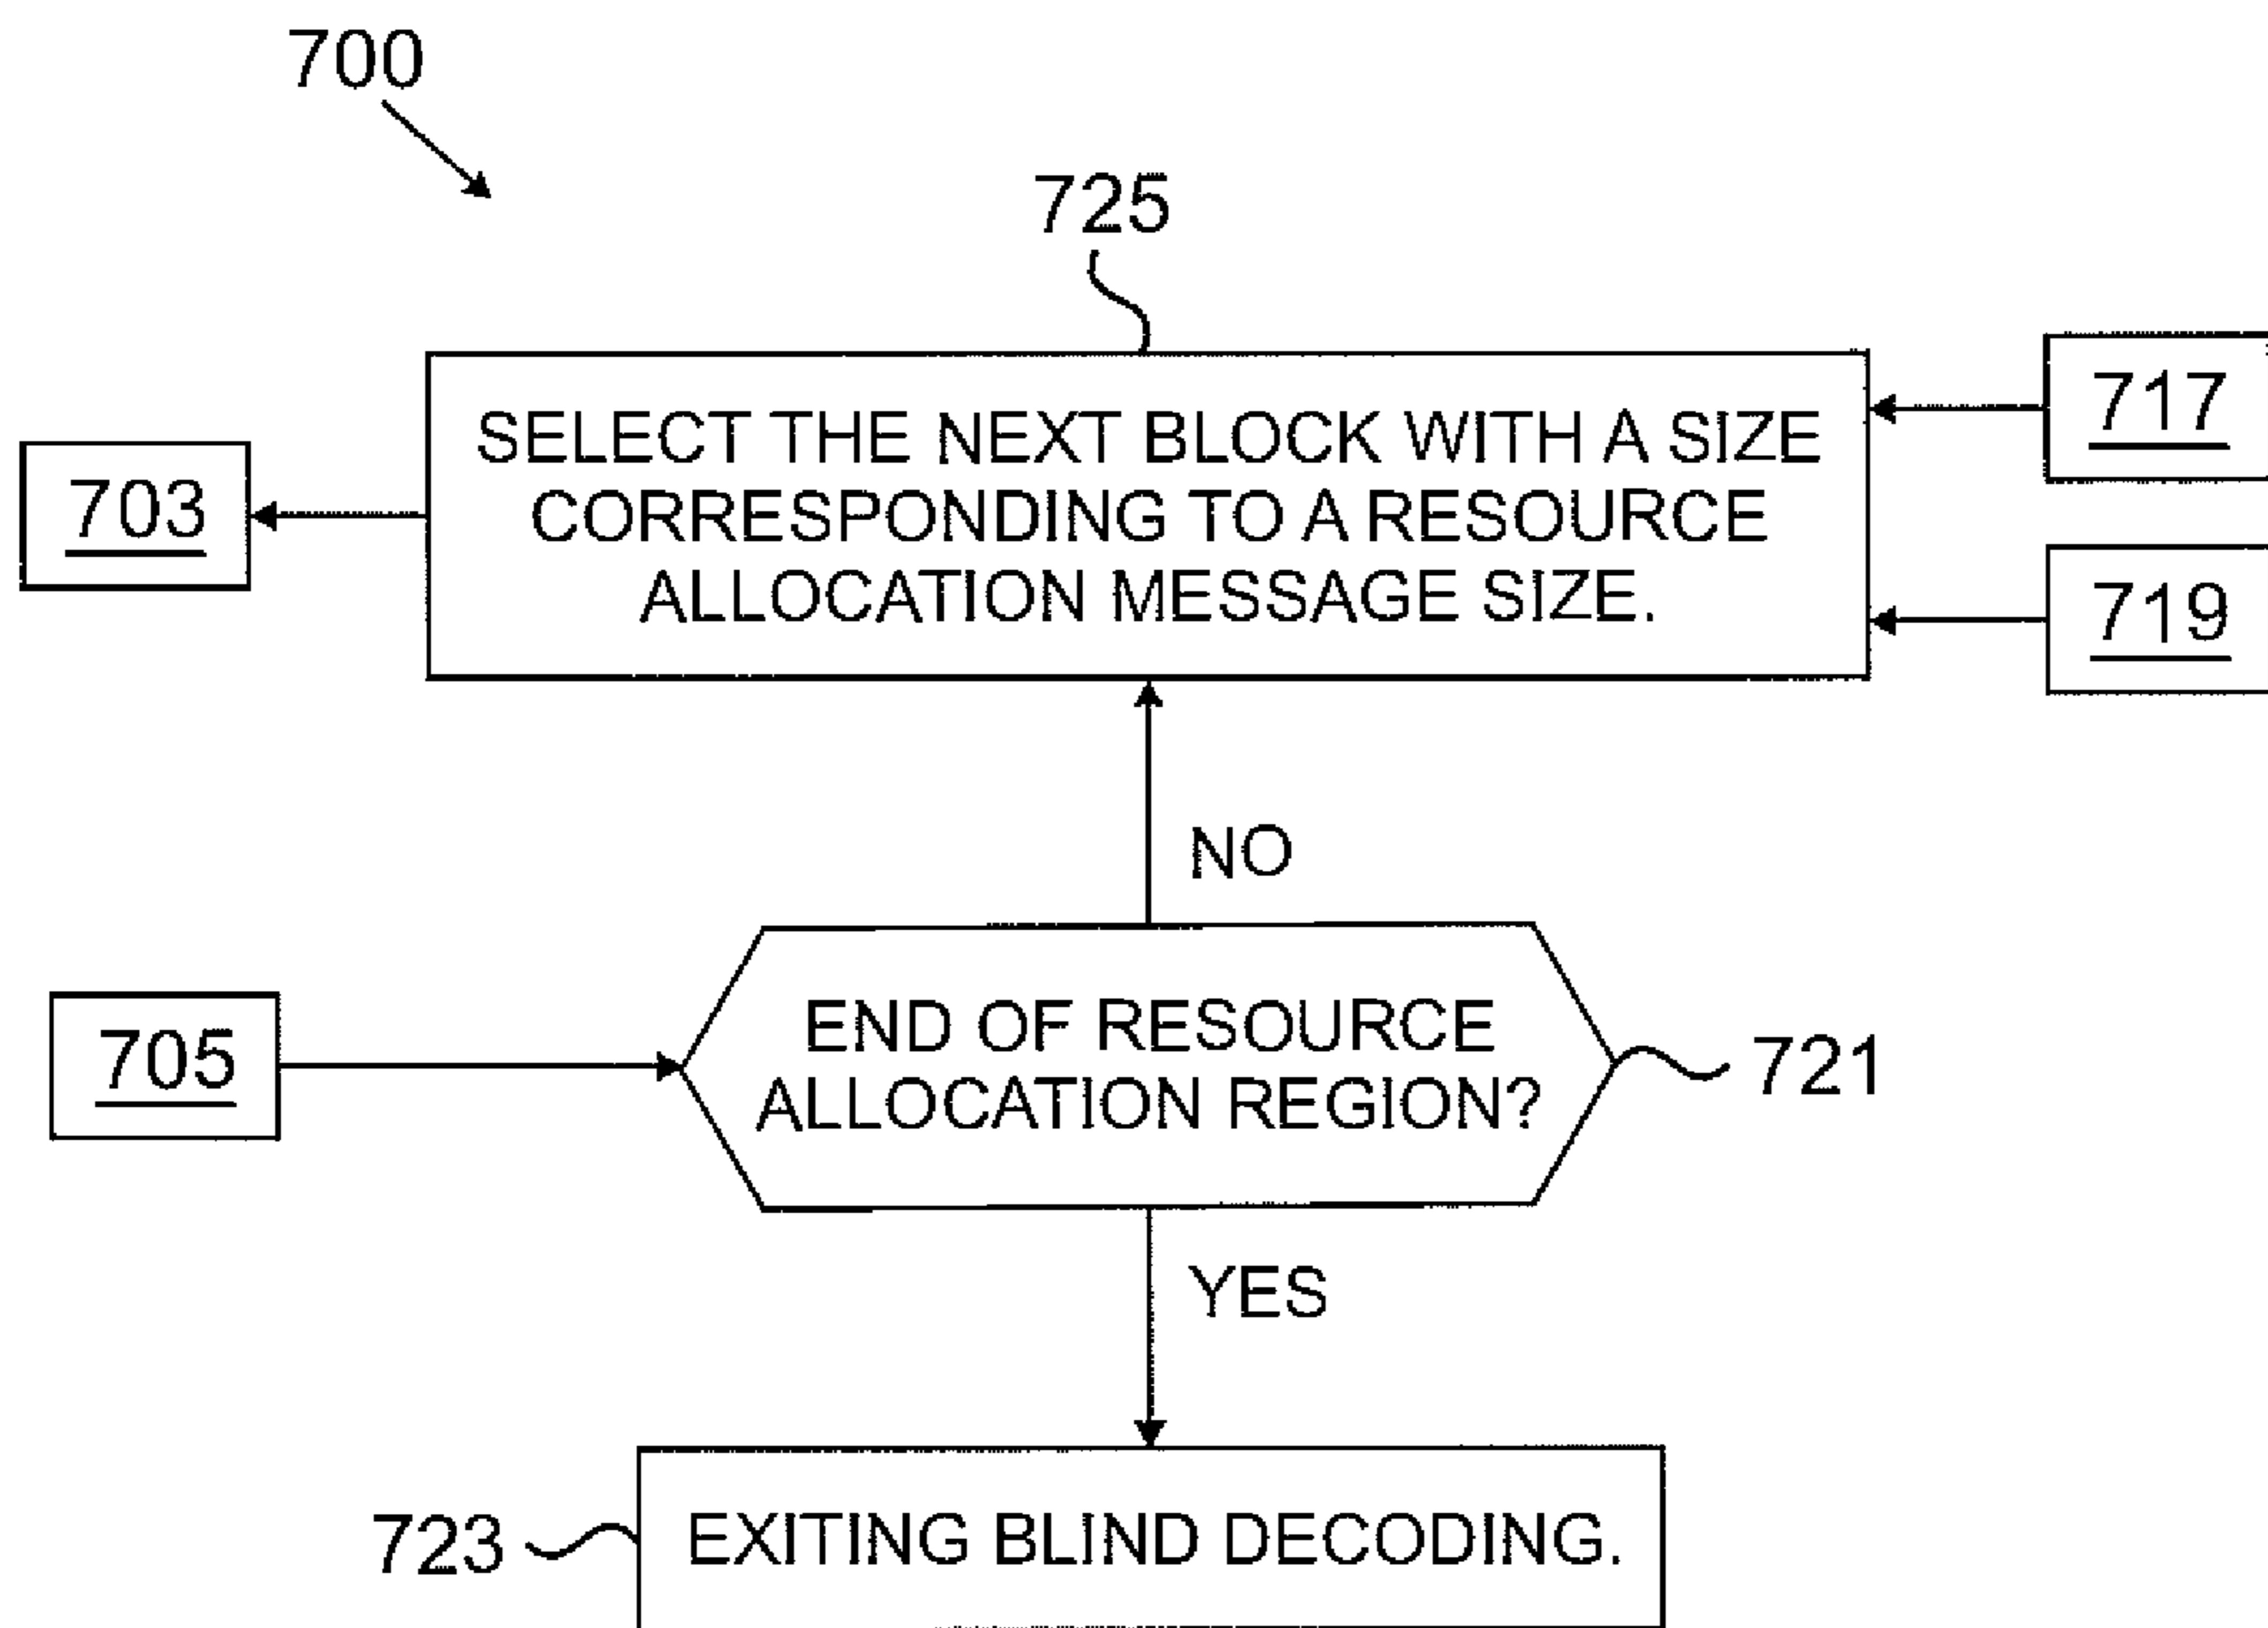 700
725
SELECT THE NEXT BLOCK WITH A SIZE
CORRESPONDING TO A RESOURCE
ALLOCATION MESSAGE SIZE.
717
703
719
NO
END OF RESOURCE
ALLOCATION REGION?
705
721
YES
723
EXITING BLIND DECODING.